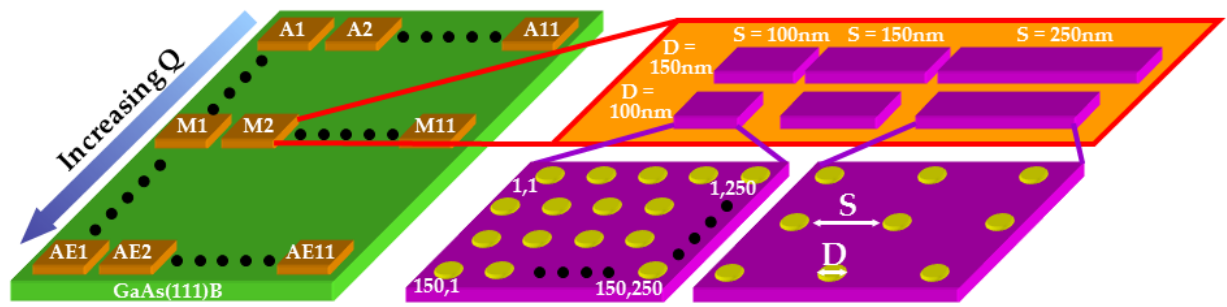 A1 A2 A11
S = 100nm S = 150nm S = 250nm
D =
150nm
D =
100nm
Increasing Q
M1 M2 M11
1,1 1,250
S
D
AE1 AE2 AE11
150,1 150,250
GaAs(111)B